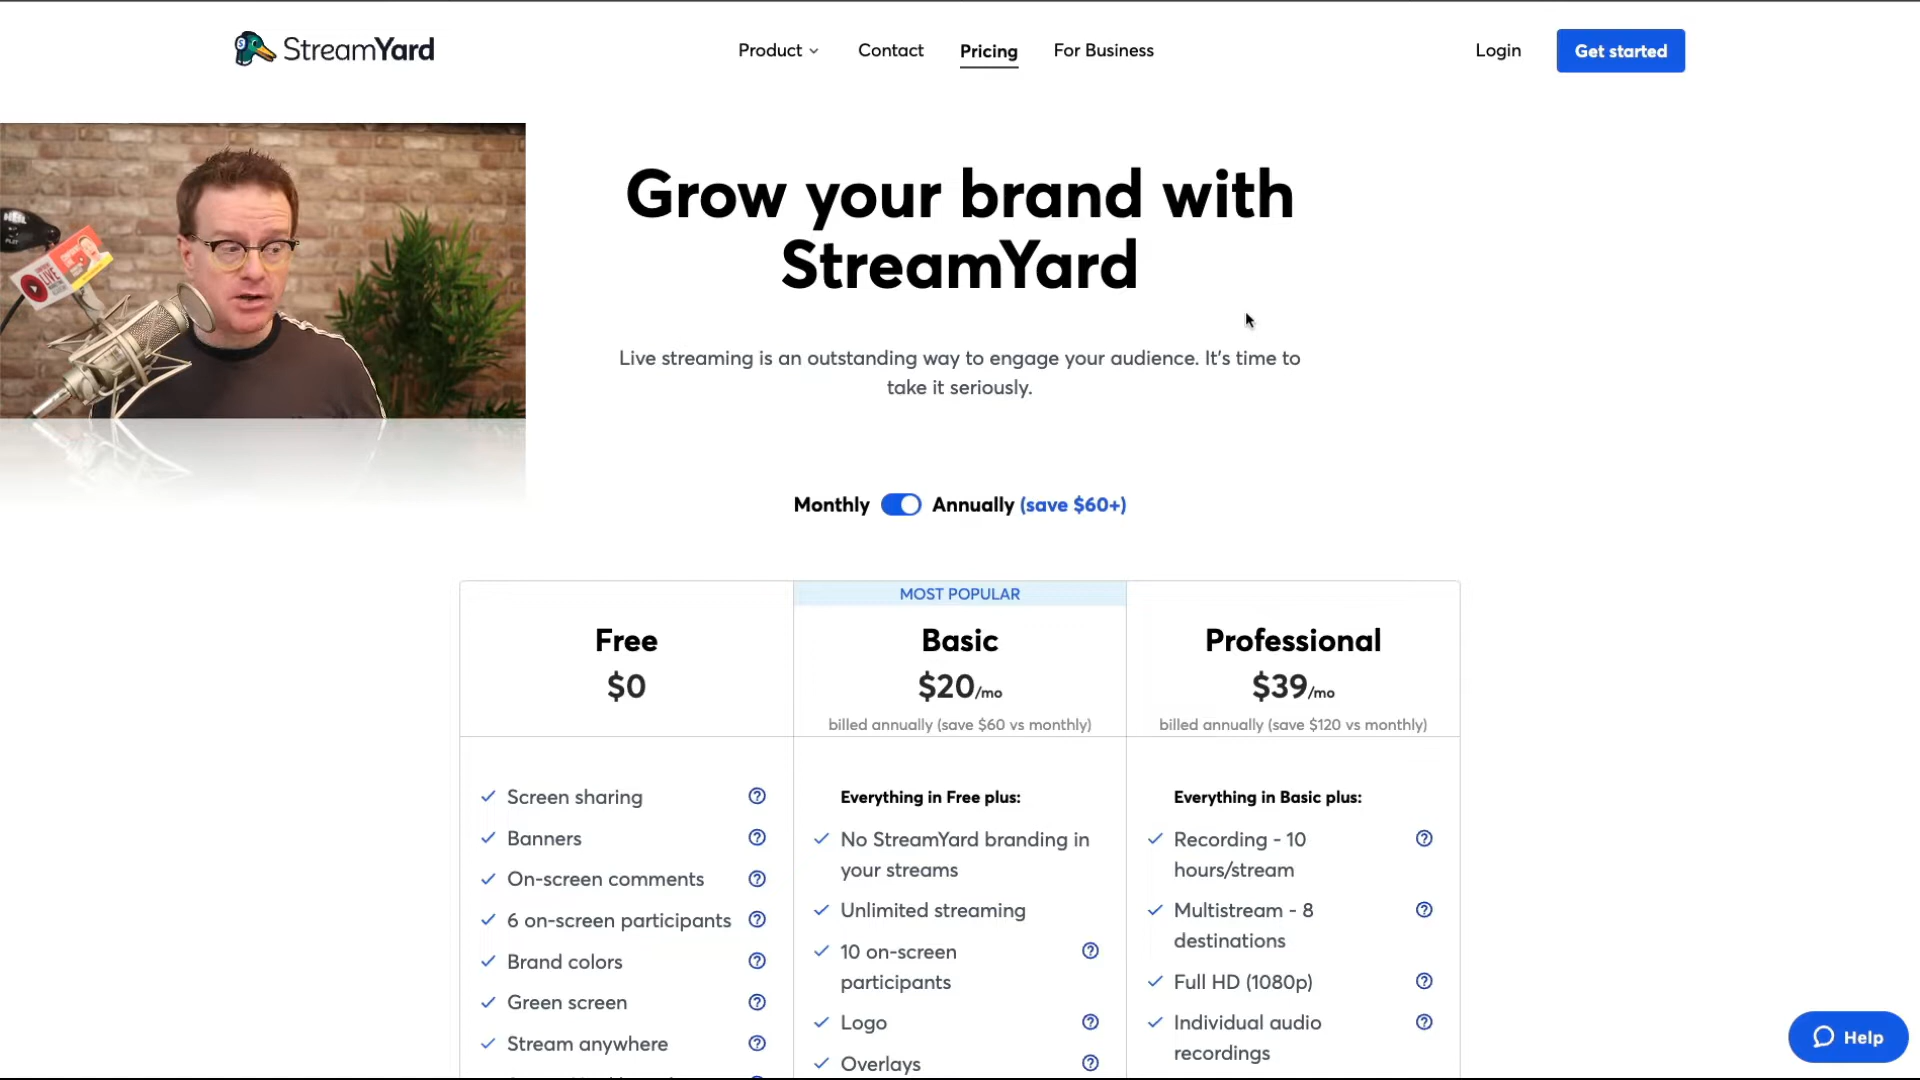 StreamYard
Product
Contact
Pricing
For Business
Login
Get started
Grow your brand with
StreamYard
Live streaming is an outstanding way to engage your audience. It's time to
take it seriously.
Monthly
Annually (save $60+)
Free
$0
MOST POPULAR
Basic
$20/mo
billed annually (save $60 vs monthly)
Professional
$39/mo
billed annually (save $120 vs monthly)
Screen sharing
Banners
On-screen comments
6 on-screen participants
Brand colors
Green screen
Stream anywhere
Everything in Free plus:
No StreamYard branding in
your streams
Unlimited streaming
10 on-screen
participants
Logo
Overlays
Everything in Basic plus:
Recording - 10
hours/stream
Multistream - 8
destinations
Full HD (1080p)
Individual audio
recordings
Help
LIVE